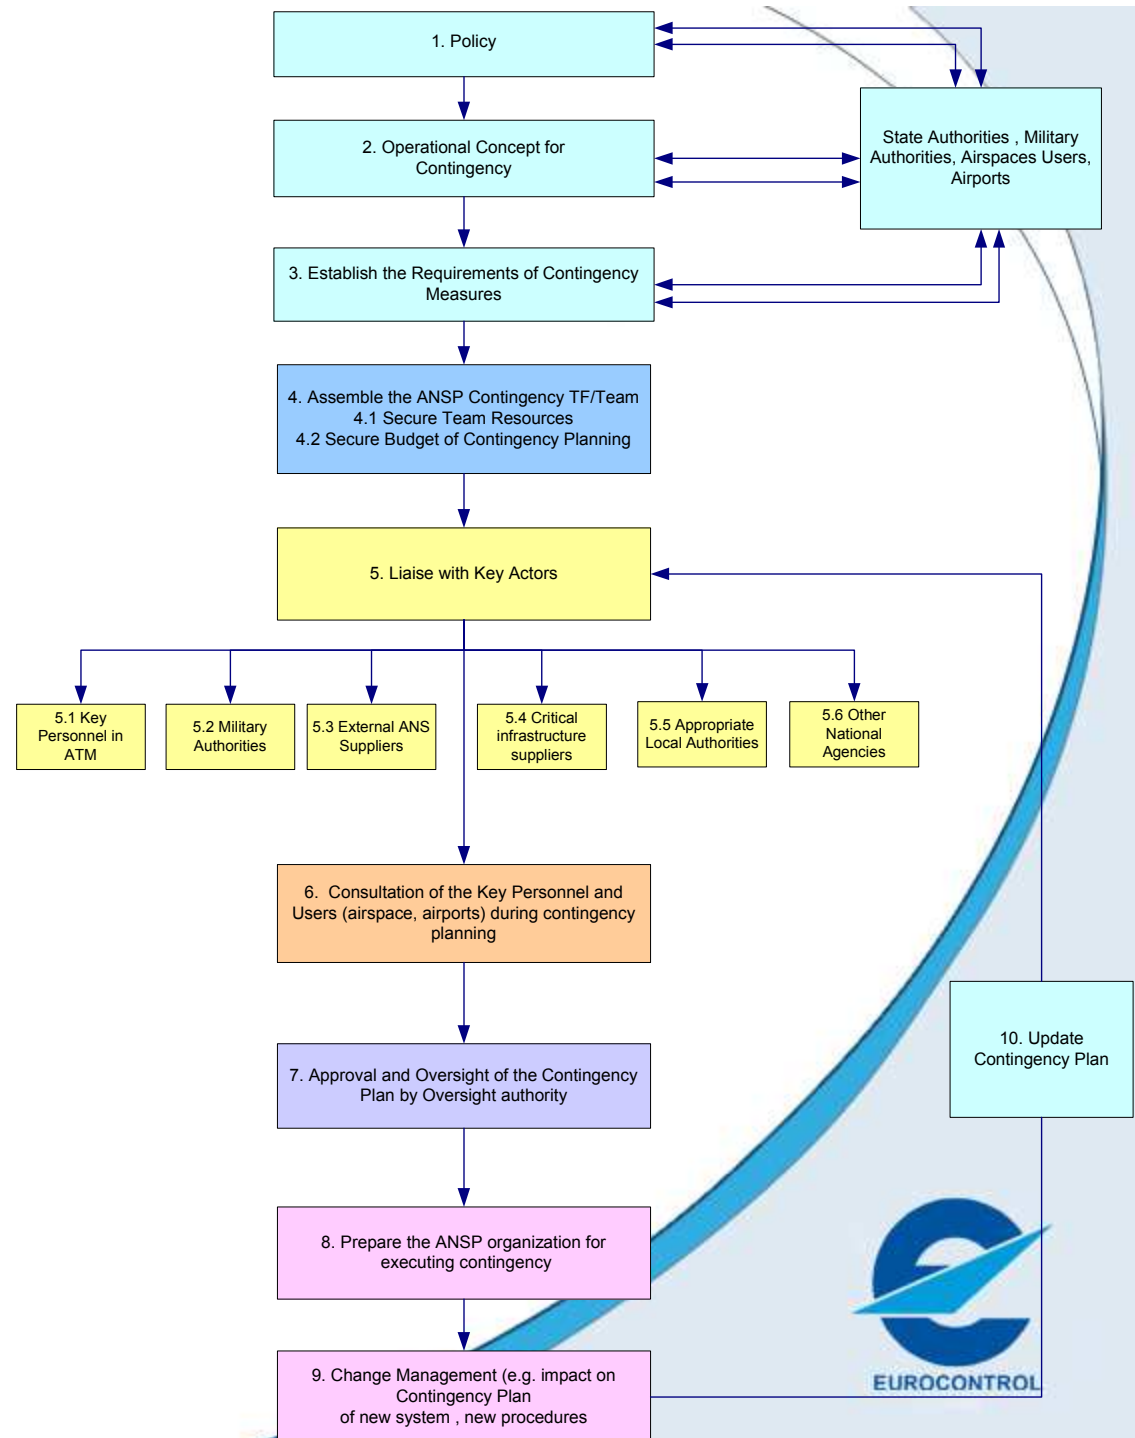 1. Policy
State Authorities , Military
Authorities, Airspaces Users,
Airports
2. Operational Concept for
Contingency
3. Establish the Requirements of Contingency
Measures
4. Assemble the ANSP Contingency TF/Team
4.1 Secure Team Resources
4.2 Secure Budget of Contingency Planning
5. Liaise with Key Actors
5.1 Key
Personnel in
ATM
5.2 Military
Authorities
5.3 External ANS
Suppliers
5.4 Critical
infrastructure
suppliers
5.5 Appropriate
Local Authorities
5.6 Other
National
Agencies
6. Consultation of the Key Personnel and
Users (airspace, airports) during contingency
planning
7. Approval and Oversight of the Contingency
Plan by Oversight authority
10. Update
Contingency Plan
8. Prepare the ANSP organization for
executing contingency
9. Change Management (e.g. impact on
Contingency Plan
of new system , new procedures
EUROCONTROL